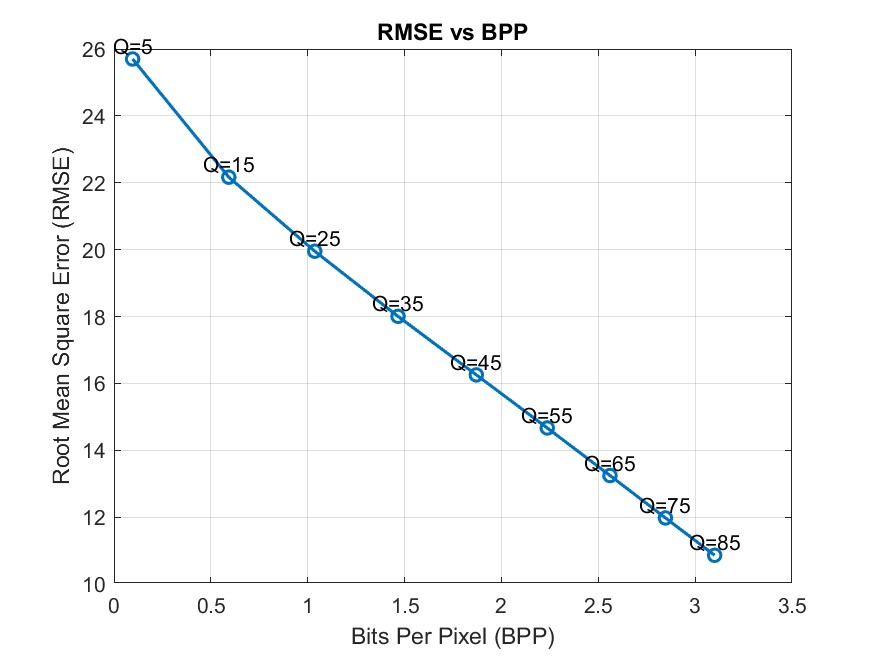 RMSE vs BPP
26
24
22
20
18
16
14
12
10
Root Mean Square Error (RMSE)
Q=5
Q=15
Q=25
Q=35
Q=45
Q=55
Q=65
Q=75
Q=85
0 0.5 1 1.5 2 2.5 3 3.5
Bits Per Pixel (BPP)